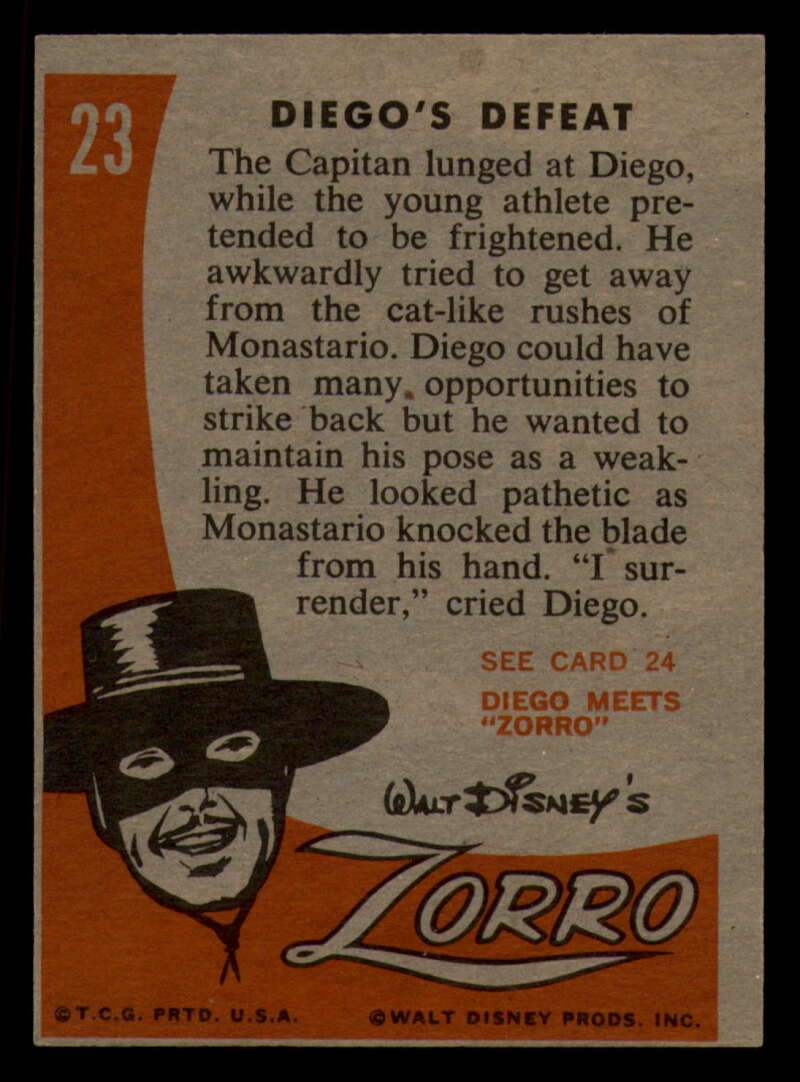 23
DIEGO'S DEFEAT
The Capitan lunged at Diego,
while the young athlete pre-
tended to be frightened. He
awkwardly tried to get away
from the cat-like rushes of
Monastario. Diego could have
taken many opportunities to
strike back but he wanted to
maintain his pose as a weak-
ling. He looked pathetic as
Monastario knocked the blade
from his hand. "I sur-
render," cried Diego.
SEE CARD 24
DIEGO MEETS
"ZORRO"
WALT DISNEY'S
ZORRO
©T.C.G. PRTD. U.S.A.
©WALT DISNEY PRODS. INC.